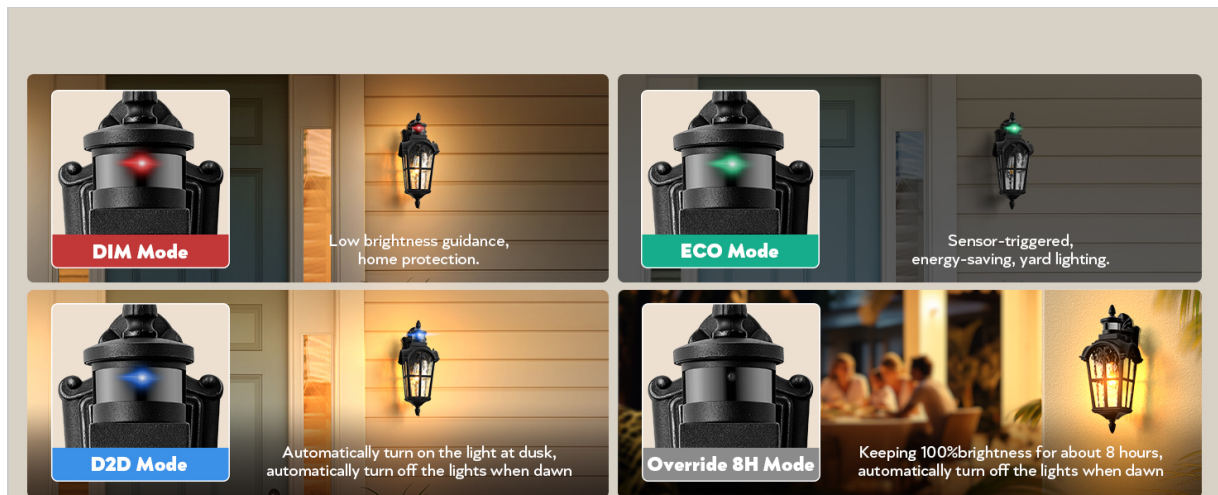 DIM Mode
Low brightness guidance,
home protection.
ECO Mode
Sensor-triggered,
energy-saving, yard lighting.
D2D Mode
Automatically turn on the light at dusk,
automatically turn off the lights when dawn
Override 8H Mode
Keeping 100%brightness for about 8 hours,
automatically turn off the lights when dawn